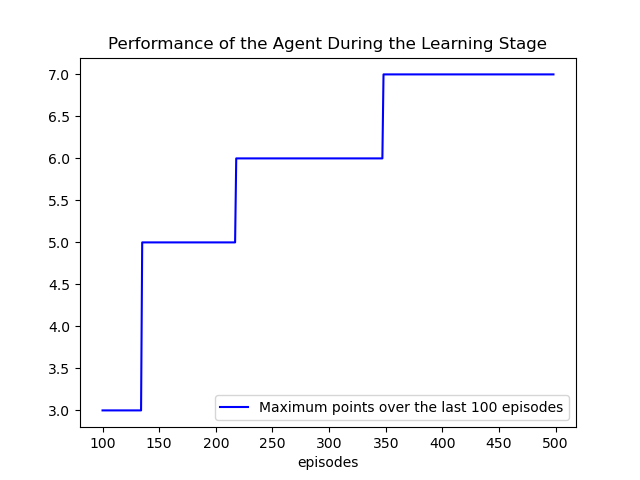 Performance of the Agent During the Learning Stage
7.0
6.5
6.0
5.5
5.0
4.5
4.0
3.5
3.0
Maximum points over the last 100 episodes
100 150 200 250 300 350 400 450 500
episodes